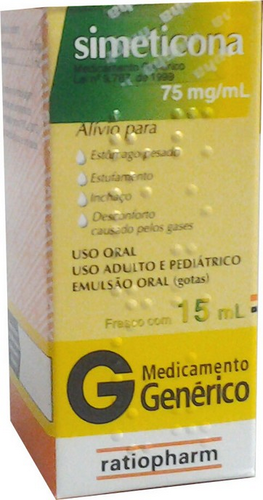 simeticona
Medicamento Genérico
Lei nº 9.787, de 1999
75 mg/mL
Alívio para
Estômago pesado
Estufamento
Inchaço
Desconforto
causado pelos gases
USO ORAL
USO ADULTO E PEDIÁTRICO
EMULSÃO ORAL (gotas)
Frasco com 15 mL
G Medicamento
Genérico
ratiopharm